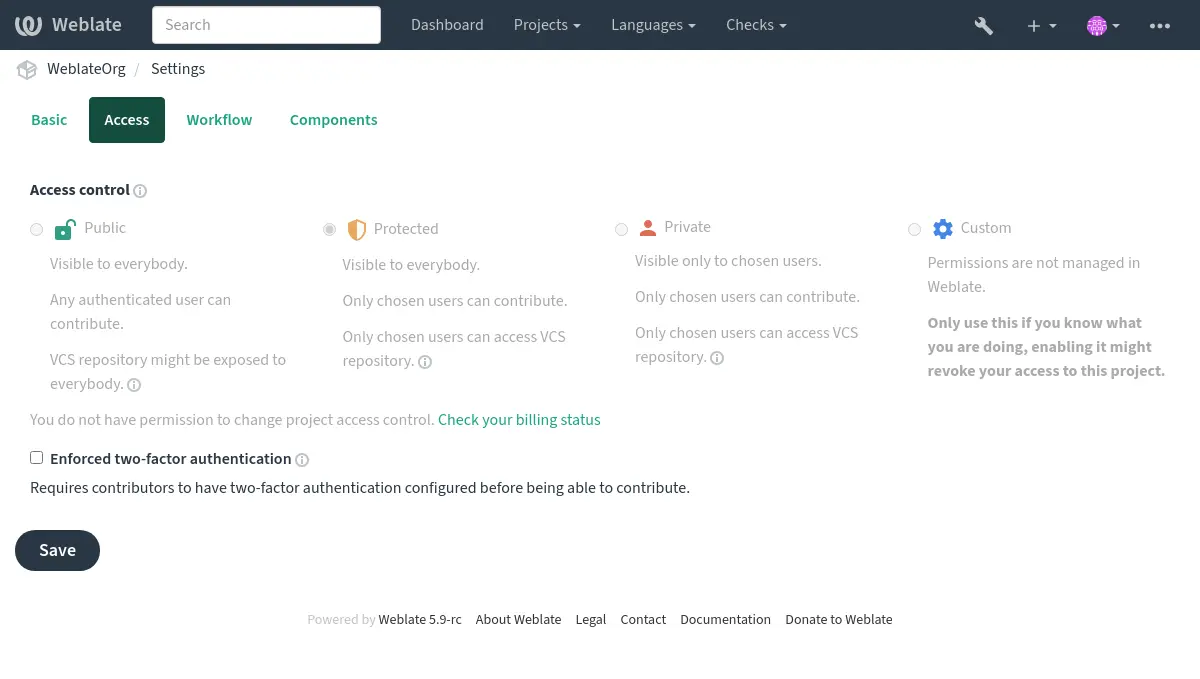 Weblate
Search
Dashboard
Projects
Languages
Checks
WeblateOrg / Settings
Basic
Access
Workflow
Components
Access control
Public
Visible to everybody.
Any authenticated user can
contribute.
VCS repository might be exposed to
everybody.
Protected
Visible to everybody.
Only chosen users can contribute.
Only chosen users can access VCS
repository.
Private
Visible only to chosen users.
Only chosen users can contribute.
Only chosen users can access VCS
repository.
Custom
Permissions are not managed in
Weblate.
Only use this if you know what
you are doing, enabling it might
revoke your access to this project.
You do not have permission to change project access control. Check your billing status
Enforced two-factor authentication
Requires contributors to have two-factor authentication configured before being able to contribute.
Save
Powered by Weblate 5.9-rc About Weblate Legal Contact Documentation Donate to Weblate